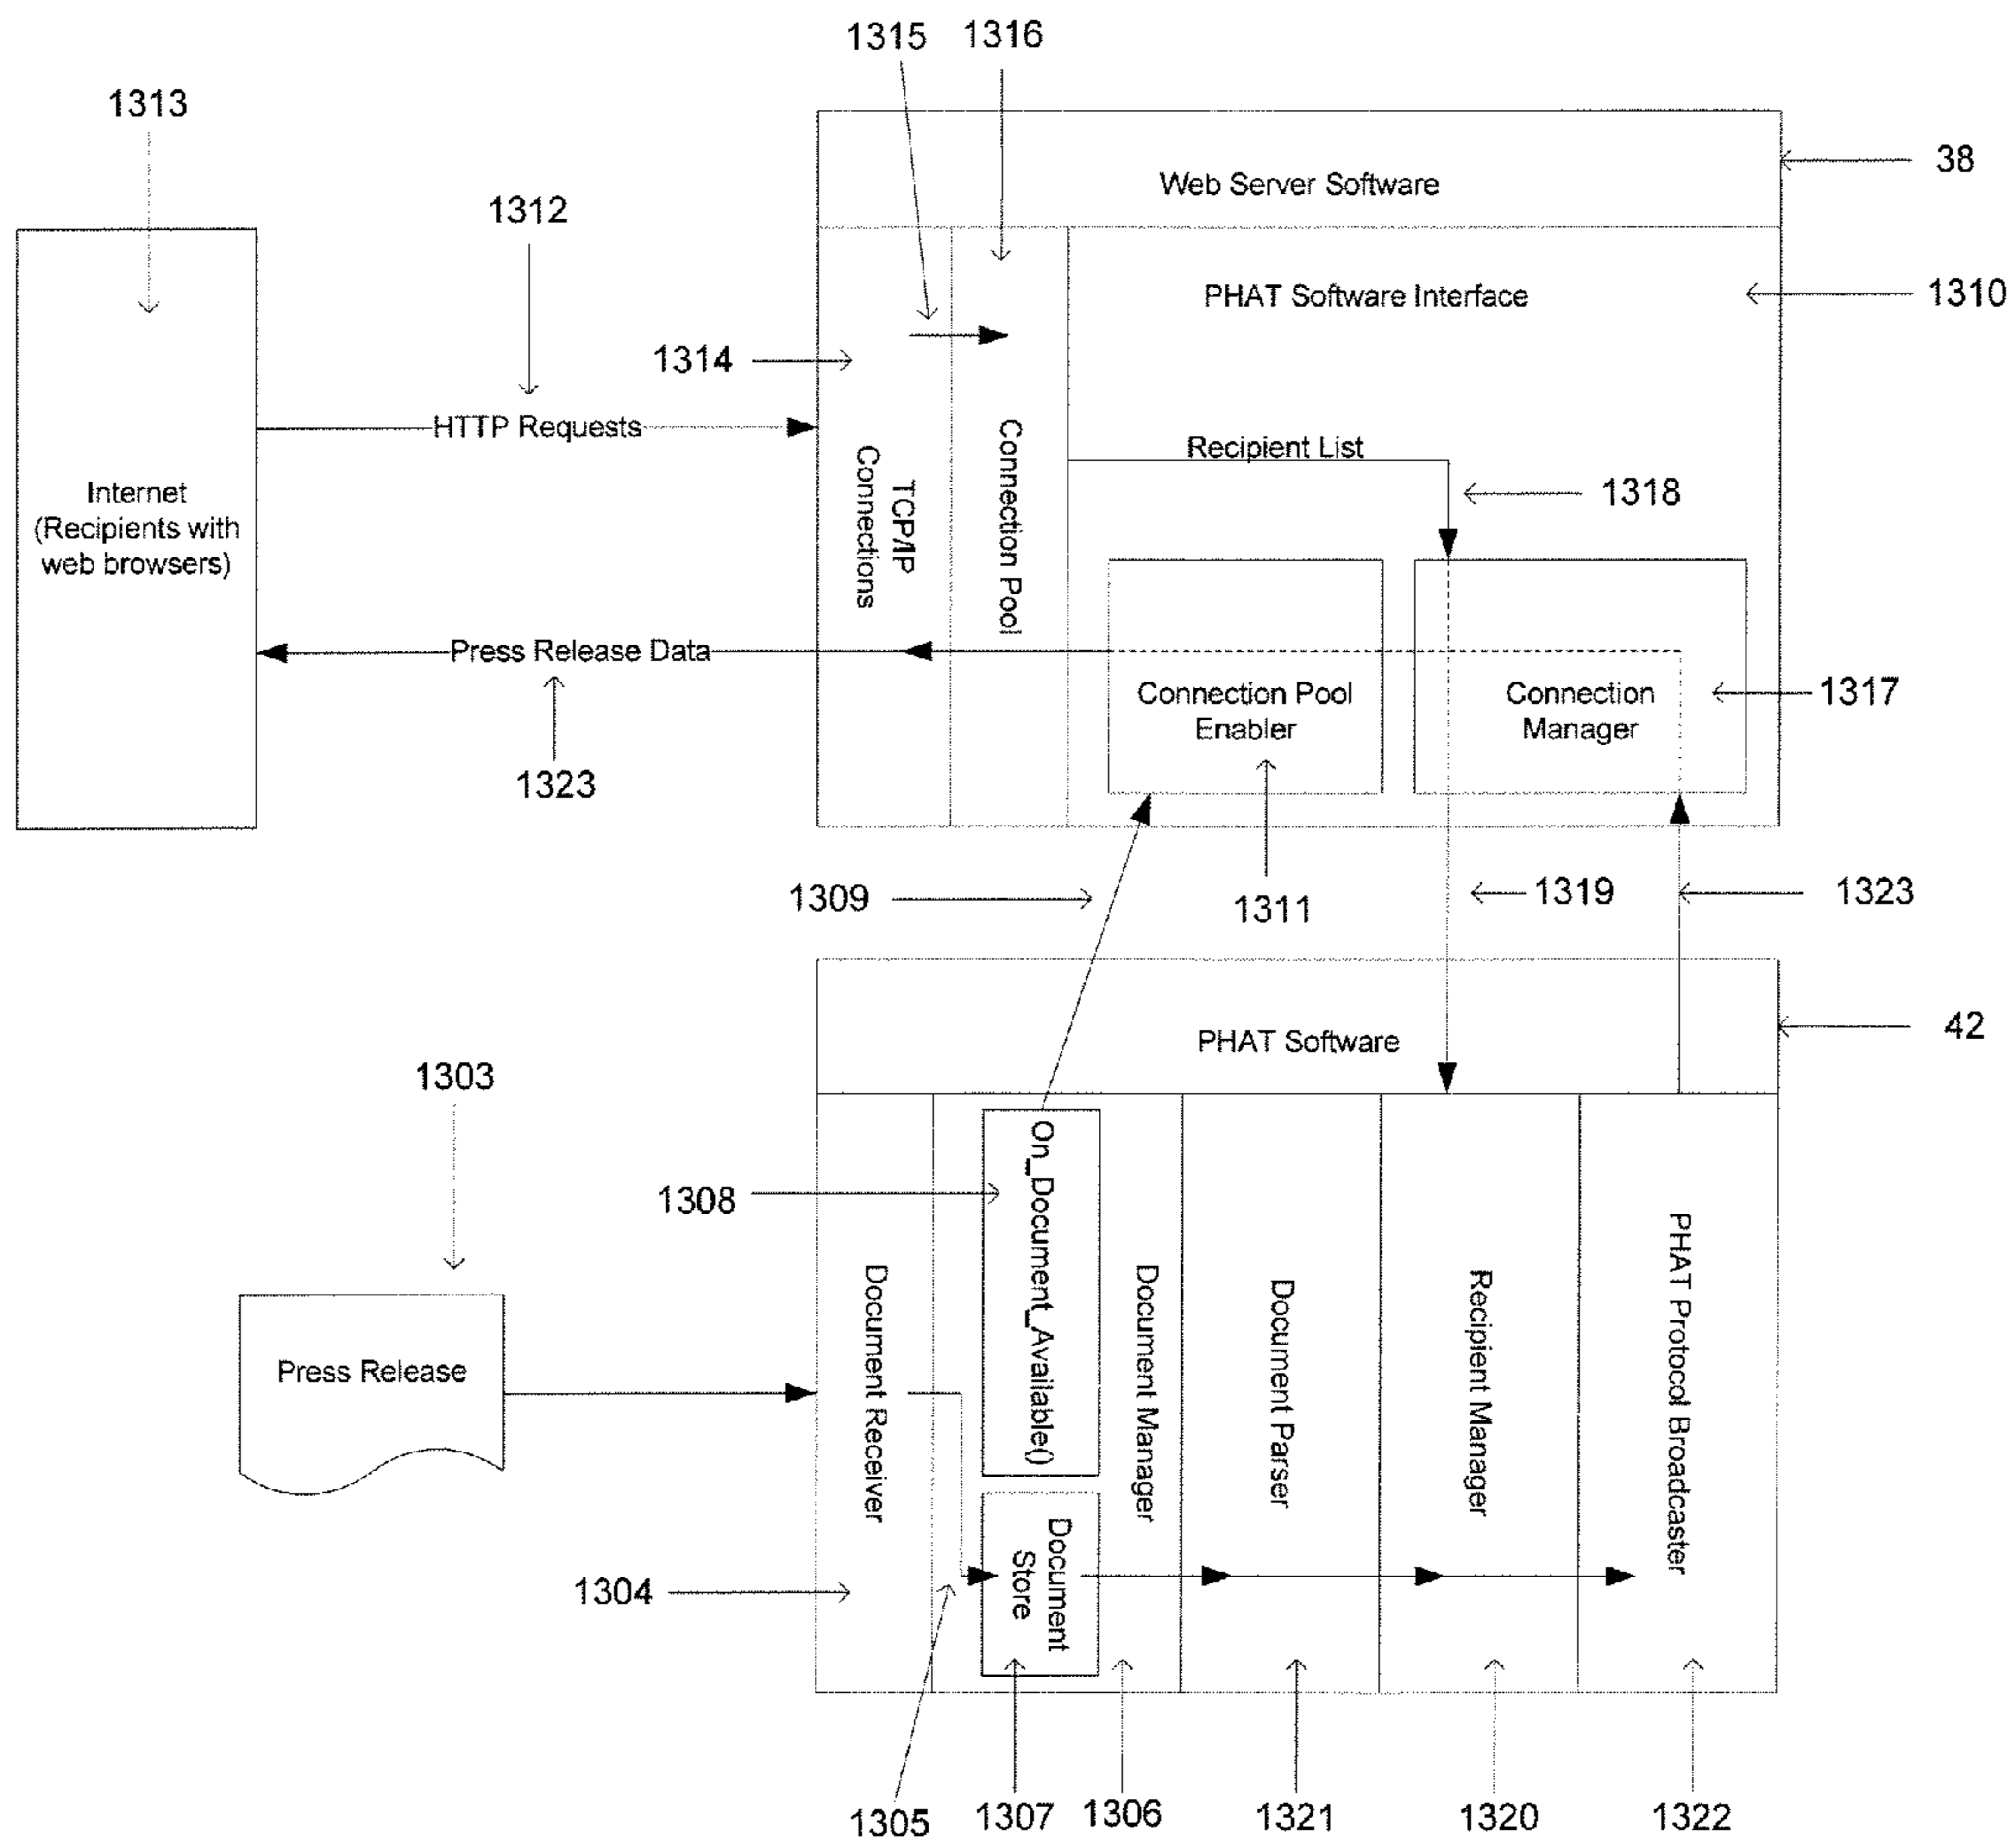 1315
1316
1313
38
Web Server Software
1312
PHAT Software Interface
1310
1314
HTTP Requests
Recipient List
1318
Internet
(Recipients with
web browsers)
TCP/IP
Connections
Connection Pool
Press Release Data
Connection Pool
Enabler
Connection
Manager
1317
1323
1309
1311
1319
1323
42
PHAT Software
1303
1308
On_Document_Available()
Document Receiver
Document Manager
Document Parser
Recipient Manager
PHAT Protocol Broadcaster
Press Release
Document
Store
1304
1305
1307
1306
1321
1320
1322